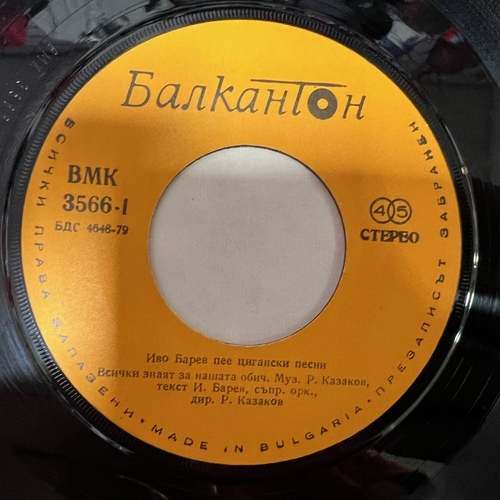 Балкантон
ВМК
3566-I
БДС 4648-79
45
СТЕРЕО
Иво Барев пее цигански песни
Всички знаят за нашата обич. Муз. Р. Казаков,
текст И. Барев, съпр. орк.,
дир. Р. Казаков
ВСИЧКИ ПРАВА ЗАПАЗЕНИ • MADE IN BULGARIA • ПРЕЗАПИСЪТ ЗАБРАНЕН